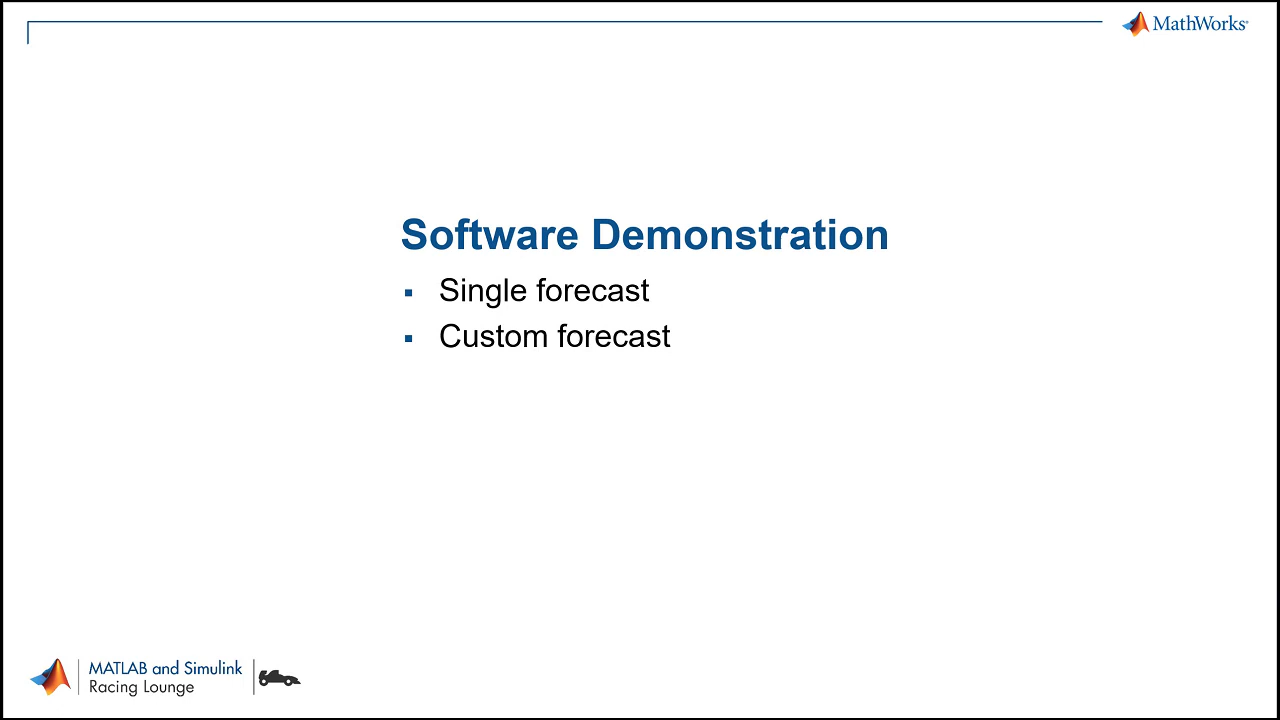 MathWorks®
Software Demonstration
▪ Single forecast
▪ Custom forecast
MATLAB and Simulink
Racing Lounge